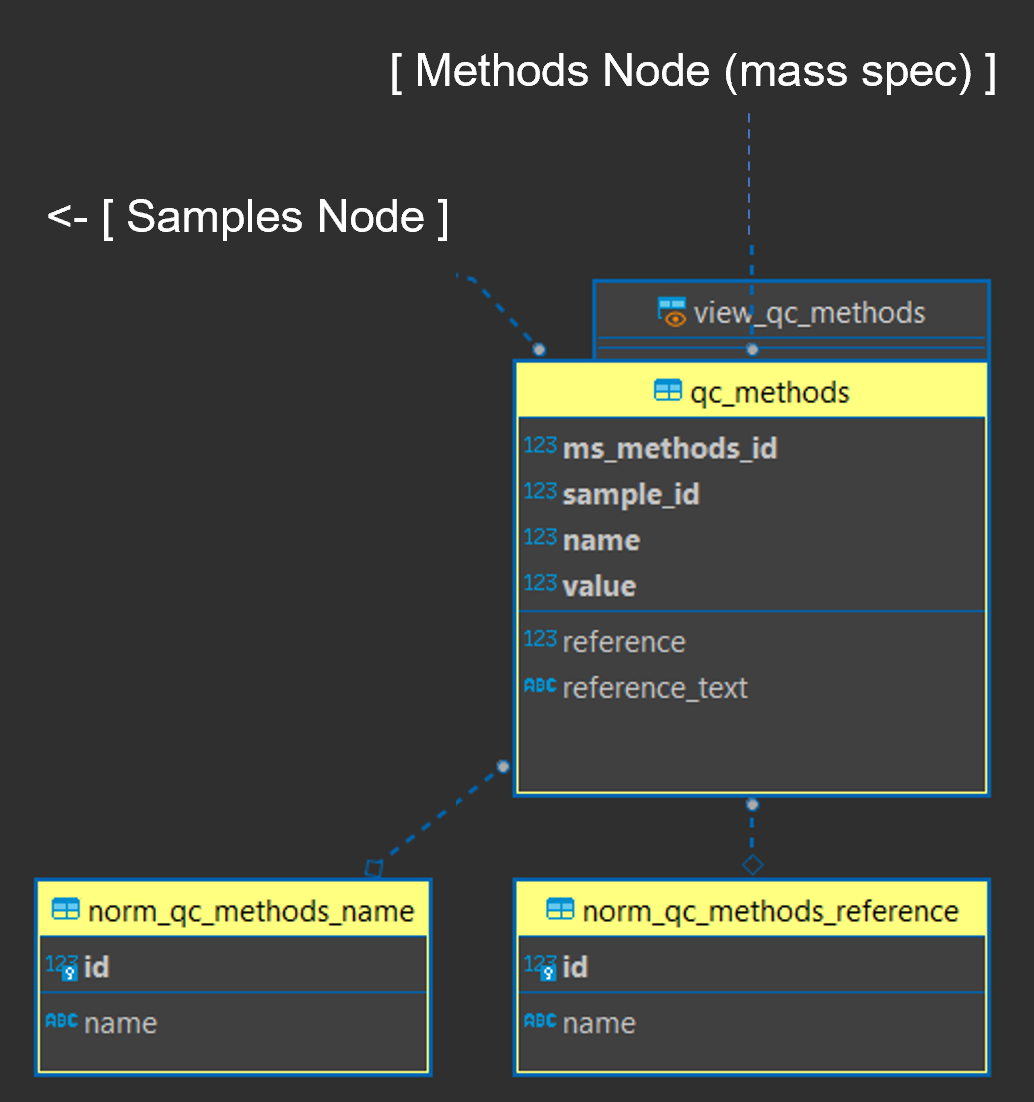 [ Methods Node (mass spec) ]
<- [ Samples Node ]
view_qc_methods
qc_methods
123 ms_methods_id
123 sample_id
123 name
123 value
123 reference
ABC reference_text
norm_qc_methods_name
123 id
ABC name
norm_qc_methods_reference
123 id
ABC name